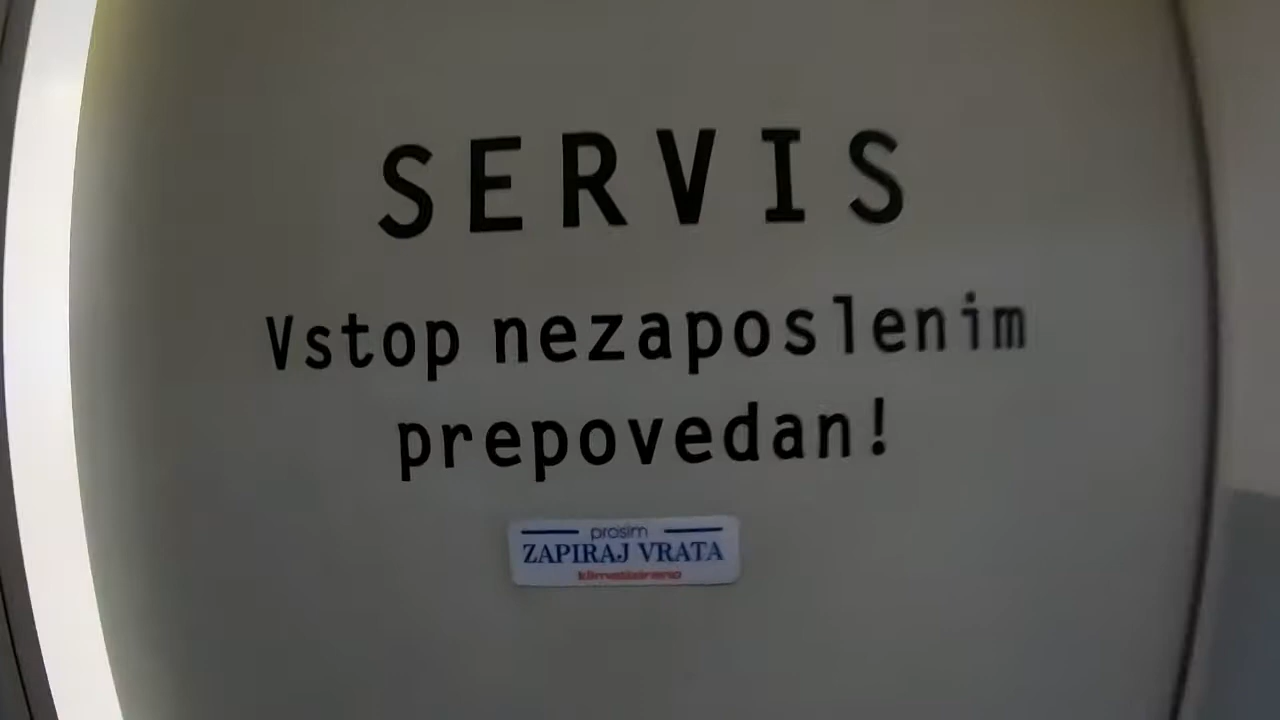 SERVIS
Vstop nezaposlenim
prepovedan!
prosim
ZAPIRAJ VRATA
klimatizirano